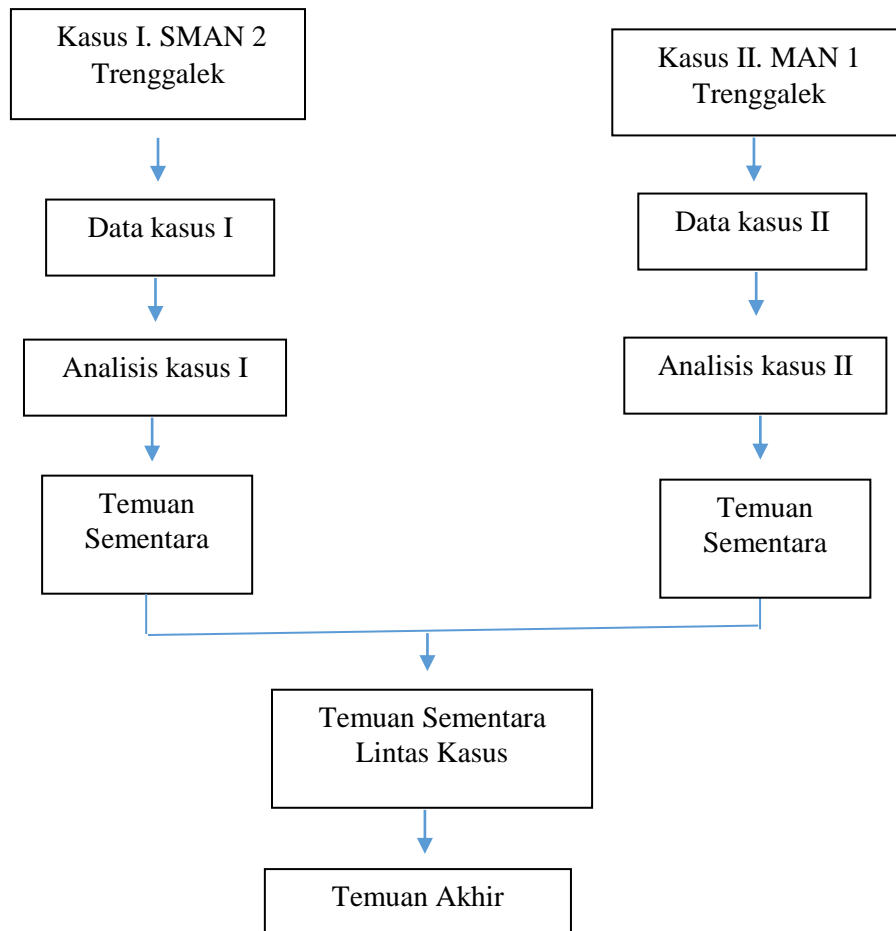 Kasus I. SMAN 2
Trenggalek
Kasus II. MAN 1
Trenggalek
Data kasus I
Data kasus II
Analisis kasus I
Analisis kasus II
Temuan
Sementara
Temuan
Sementara
Temuan Sementara
Lintas Kasus
Temuan Akhir